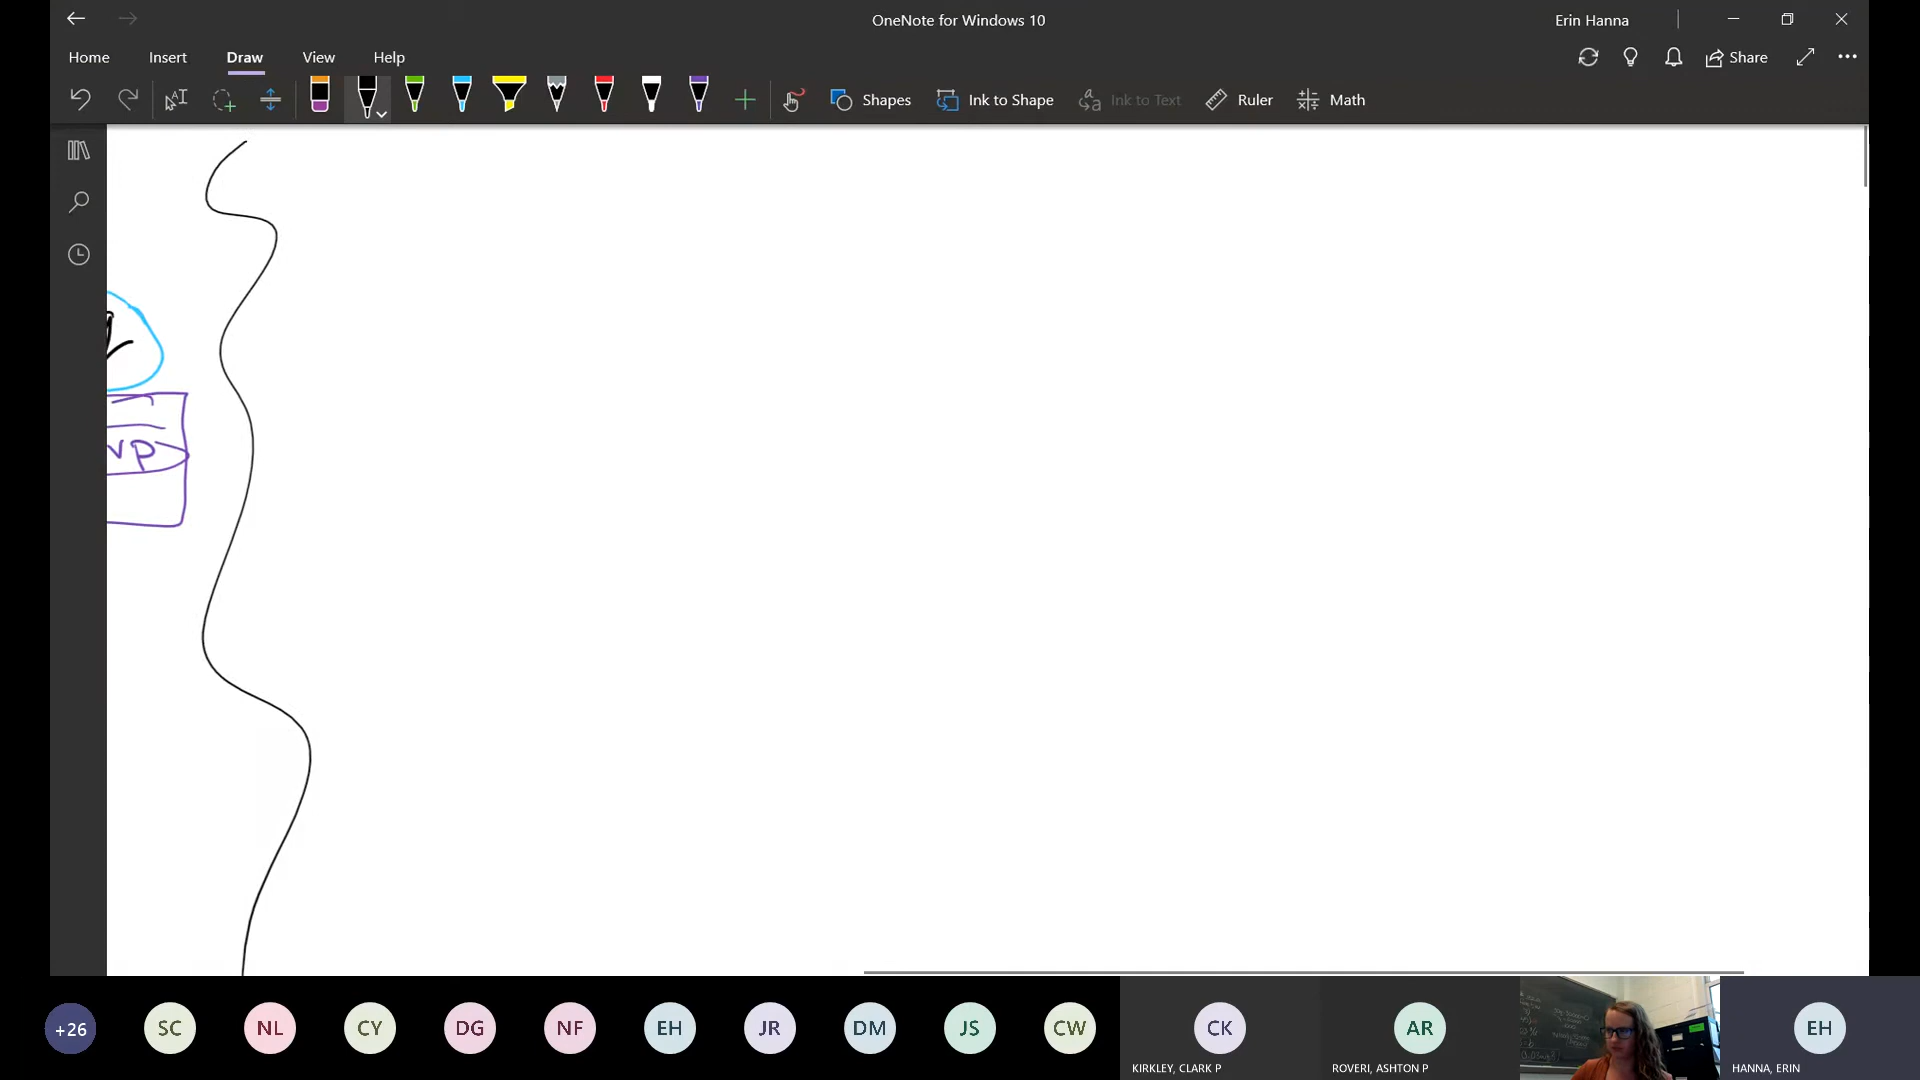 OneNote for Windows 10
Erin Hanna
Home Insert Draw View Help
Share
Shapes Ink to Shape Ink to Text Ruler Math
VP
+26 SC NL CY DG NF EH JR DM JS CW CK AR EH
KIRKLEY, CLARK P ROVERI, ASHTON P HANNA, ERIN